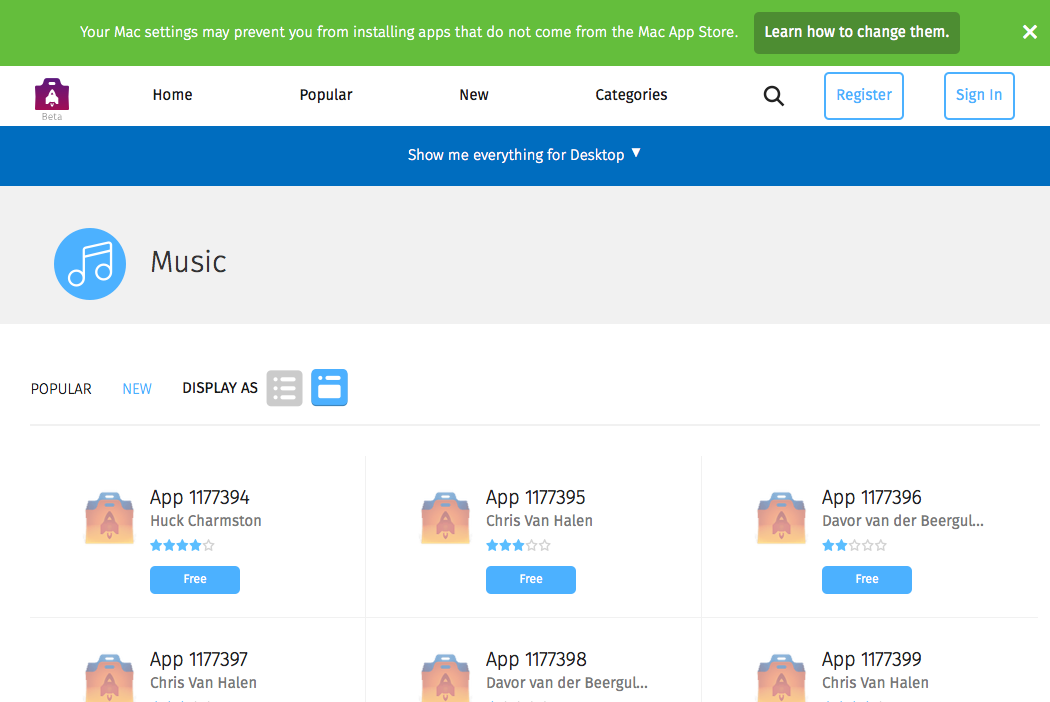 Your Mac settings may prevent you from installing apps that do not come from the Mac App Store. Learn how to change them.
Beta
Home Popular New Categories Register Sign In
Show me everything for Desktop
Music
POPULAR NEW DISPLAY AS
App 1177394
Huck Charmston
Free
App 1177395
Chris Van Halen
Free
App 1177396
Davor van der Beergul...
Free
App 1177397
Chris Van Halen
App 1177398
Davor van der Beergul...
App 1177399
Chris Van Halen